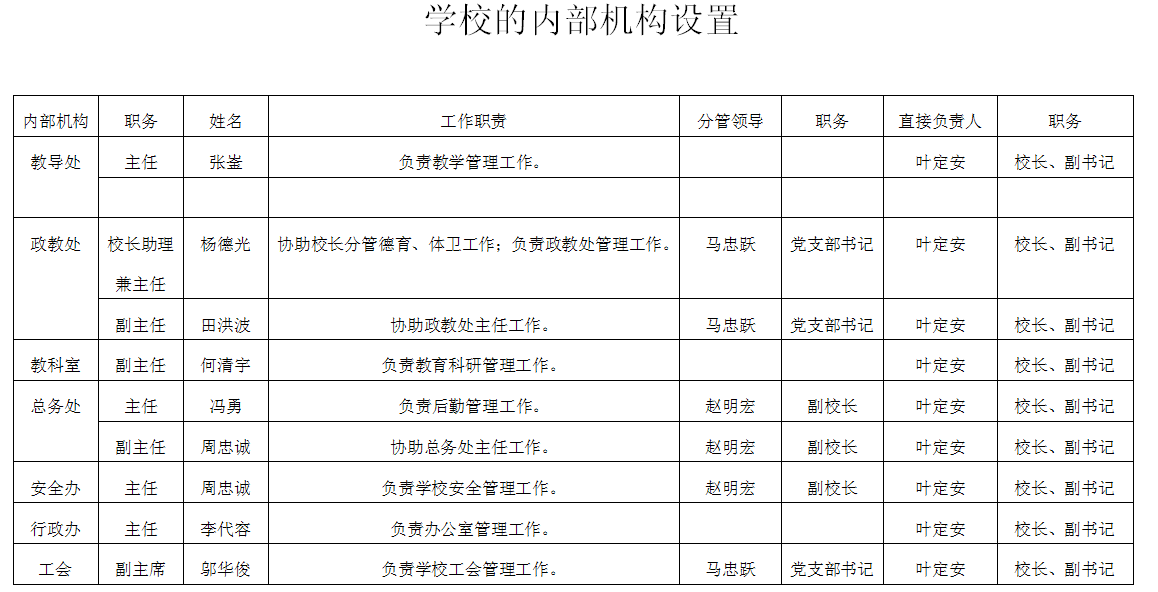 学校的内部机构设置
内部机构 职务 姓名 工作职责 分管领导 职务 直接负责人 职务
教导处 主任 张崟 负责教学管理工作。 叶定安 校长、副书记
政教处 校长助理 杨德光 协助校长分管德育、体卫工作；负责政教处管理工作。 马忠跃 党支部书记 叶定安 校长、副书记
兼主任
副主任 田洪波 协助政教处主任工作。 马忠跃 党支部书记 叶定安 校长、副书记
教科室 副主任 何清宇 负责教育科研管理工作。 叶定安 校长、副书记
总务处 主任 冯勇 负责后勤管理工作。 赵明宏 副校长 叶定安 校长、副书记
副主任 周忠诚 协助总务处主任工作。 赵明宏 副校长 叶定安 校长、副书记
安全办 主任 周忠诚 负责学校安全管理工作。 赵明宏 副校长 叶定安 校长、副书记
行政办 主任 李代容 负责办公室管理工作。 叶定安 校长、副书记
工会 副主席 邬华俊 负责学校工会管理工作。 马忠跃 党支部书记 叶定安 校长、副书记